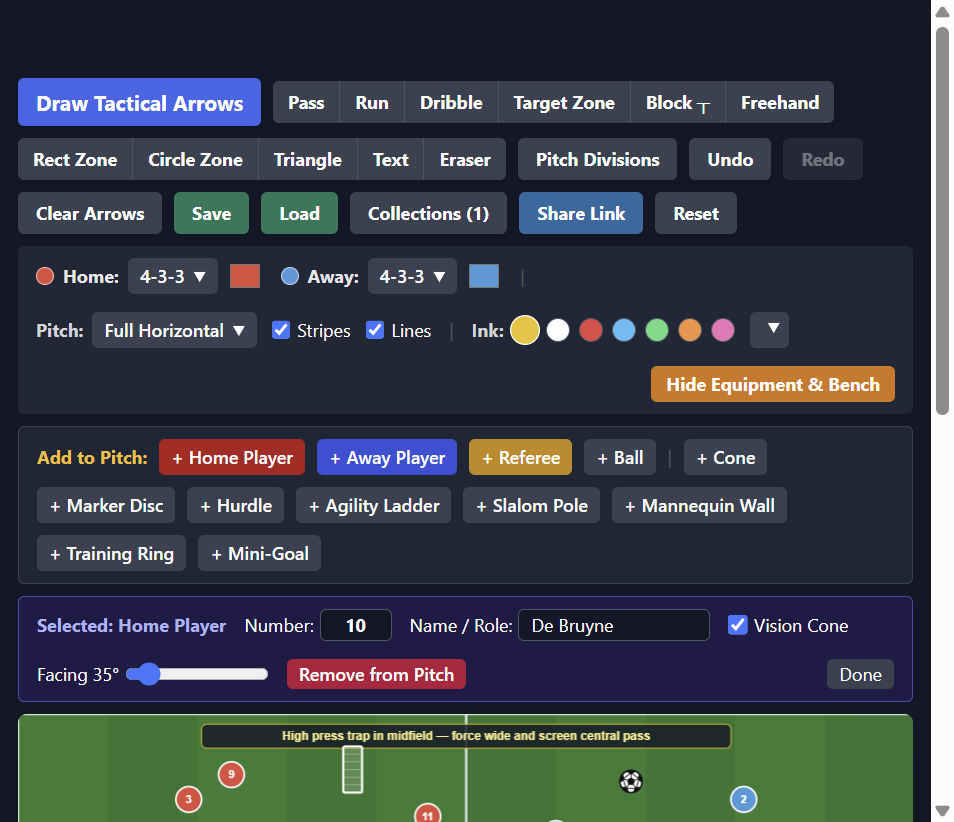 Draw Tactical Arrows Pass Run Dribble Target Zone Block ┬ Freehand
Rect Zone Circle Zone Triangle Text Eraser Pitch Divisions Undo Redo
Clear Arrows Save Load Collections (1) Share Link Reset
Home: 4-3-3 ▼ Away: 4-3-3 ▼ |
Pitch: Full Horizontal ▼ Stripes Lines | Ink: ▼
Hide Equipment & Bench
Add to Pitch: + Home Player + Away Player + Referee + Ball | + Cone
+ Marker Disc + Hurdle + Agility Ladder + Slalom Pole + Mannequin Wall
+ Training Ring + Mini-Goal
Selected: Home Player Number: 10 Name / Role: De Bruyne Vision Cone
Facing 35° Remove from Pitch Done
High press trap in midfield — force wide and screen central pass
9
3 2
11